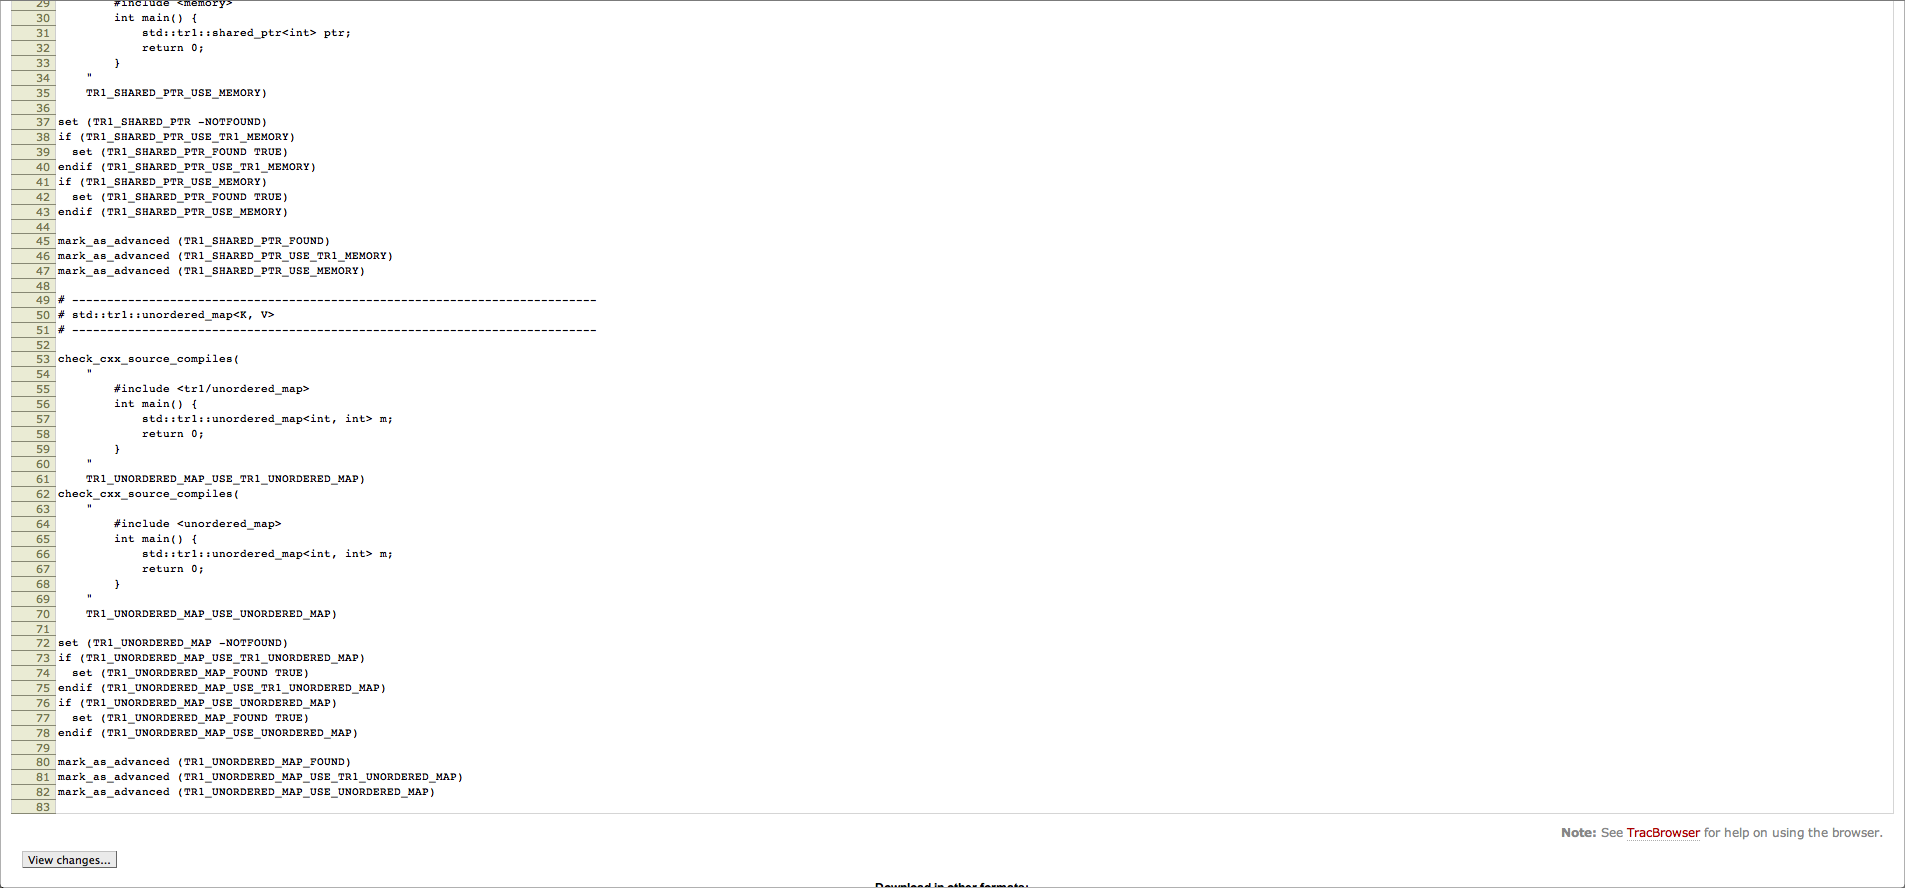 29 #include <memory>
30 int main() {
31 std::tr1::shared_ptr<int> ptr;
32 return 0;
33 }
34 "
35 TR1_SHARED_PTR_USE_MEMORY)
36
37 set (TR1_SHARED_PTR -NOTFOUND)
38 if (TR1_SHARED_PTR_USE_TR1_MEMORY)
39 set (TR1_SHARED_PTR_FOUND TRUE)
40 endif (TR1_SHARED_PTR_USE_TR1_MEMORY)
41 if (TR1_SHARED_PTR_USE_MEMORY)
42 set (TR1_SHARED_PTR_FOUND TRUE)
43 endif (TR1_SHARED_PTR_USE_MEMORY)
44
45 mark_as_advanced (TR1_SHARED_PTR_FOUND)
46 mark_as_advanced (TR1_SHARED_PTR_USE_TR1_MEMORY)
47 mark_as_advanced (TR1_SHARED_PTR_USE_MEMORY)
48
49 # ---------------------------------------------------------------------------
50 # std::tr1::unordered_map<K, V>
51 # ---------------------------------------------------------------------------
52
53 check_cxx_source_compiles(
54 "
55 #include <tr1/unordered_map>
56 int main() {
57 std::tr1::unordered_map<int, int> m;
58 return 0;
59 }
60 "
61 TR1_UNORDERED_MAP_USE_TR1_UNORDERED_MAP)
62 check_cxx_source_compiles(
63 "
64 #include <unordered_map>
65 int main() {
66 std::tr1::unordered_map<int, int> m;
67 return 0;
68 }
69 "
70 TR1_UNORDERED_MAP_USE_UNORDERED_MAP)
71
72 set (TR1_UNORDERED_MAP -NOTFOUND)
73 if (TR1_UNORDERED_MAP_USE_TR1_UNORDERED_MAP)
74 set (TR1_UNORDERED_MAP_FOUND TRUE)
75 endif (TR1_UNORDERED_MAP_USE_TR1_UNORDERED_MAP)
76 if (TR1_UNORDERED_MAP_USE_UNORDERED_MAP)
77 set (TR1_UNORDERED_MAP_FOUND TRUE)
78 endif (TR1_UNORDERED_MAP_USE_UNORDERED_MAP)
79
80 mark_as_advanced (TR1_UNORDERED_MAP_FOUND)
81 mark_as_advanced (TR1_UNORDERED_MAP_USE_TR1_UNORDERED_MAP)
82 mark_as_advanced (TR1_UNORDERED_MAP_USE_UNORDERED_MAP)
83
Note: See TracBrowser for help on using the browser.
View changes...
Download in other formats: